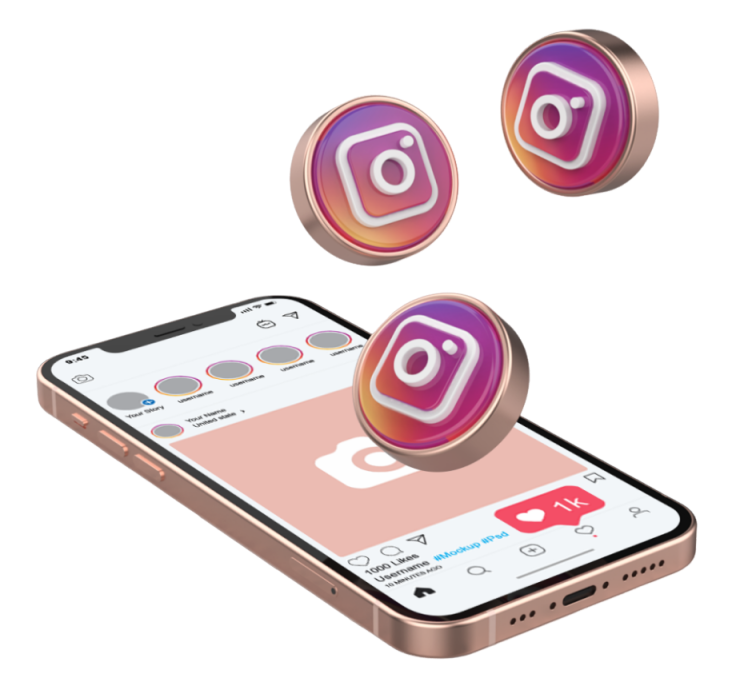 9:45
Your Story
username
username
username
username
Your Name
United state >
1k
1000 Likes
Username #Mockup #Psd
10 MINUTES AGO